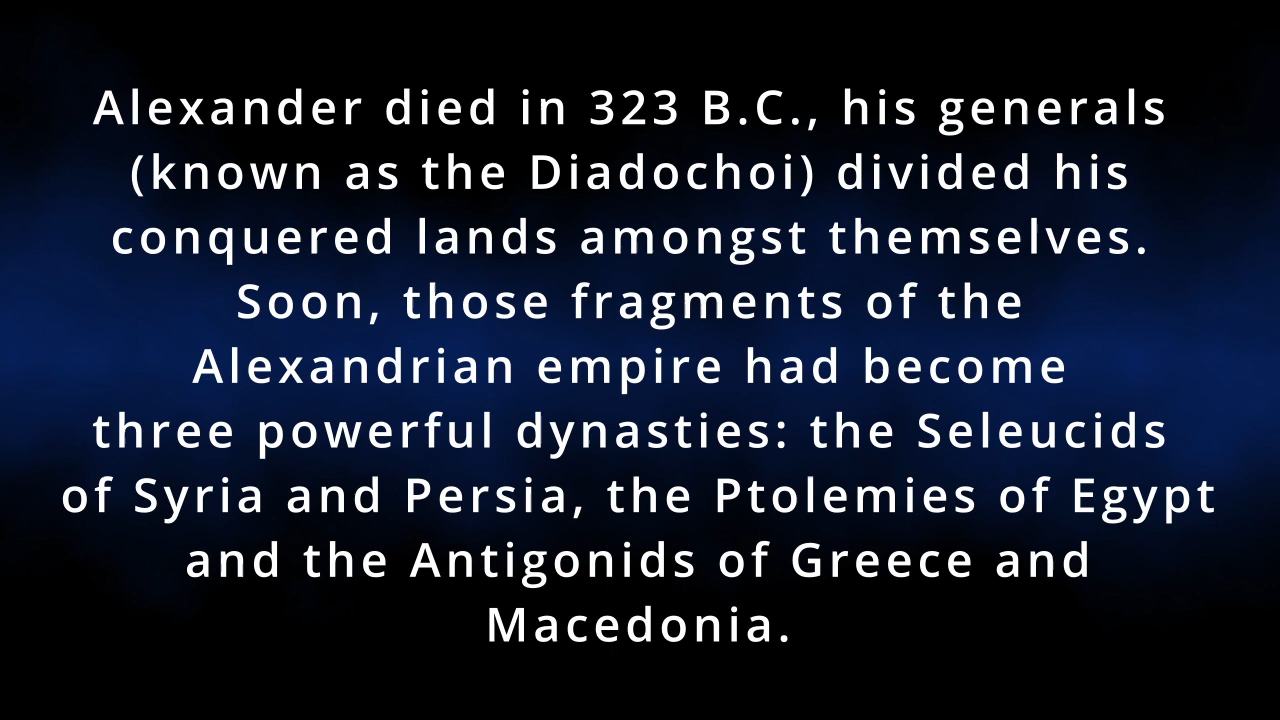 Alexander died in 323 B.C., his generals
(known as the Diadochoi) divided his
conquered lands amongst themselves.
Soon, those fragments of the
Alexandrian empire had become
three powerful dynasties: the Seleucids
of Syria and Persia, the Ptolemies of Egypt
and the Antigonids of Greece and
Macedonia.